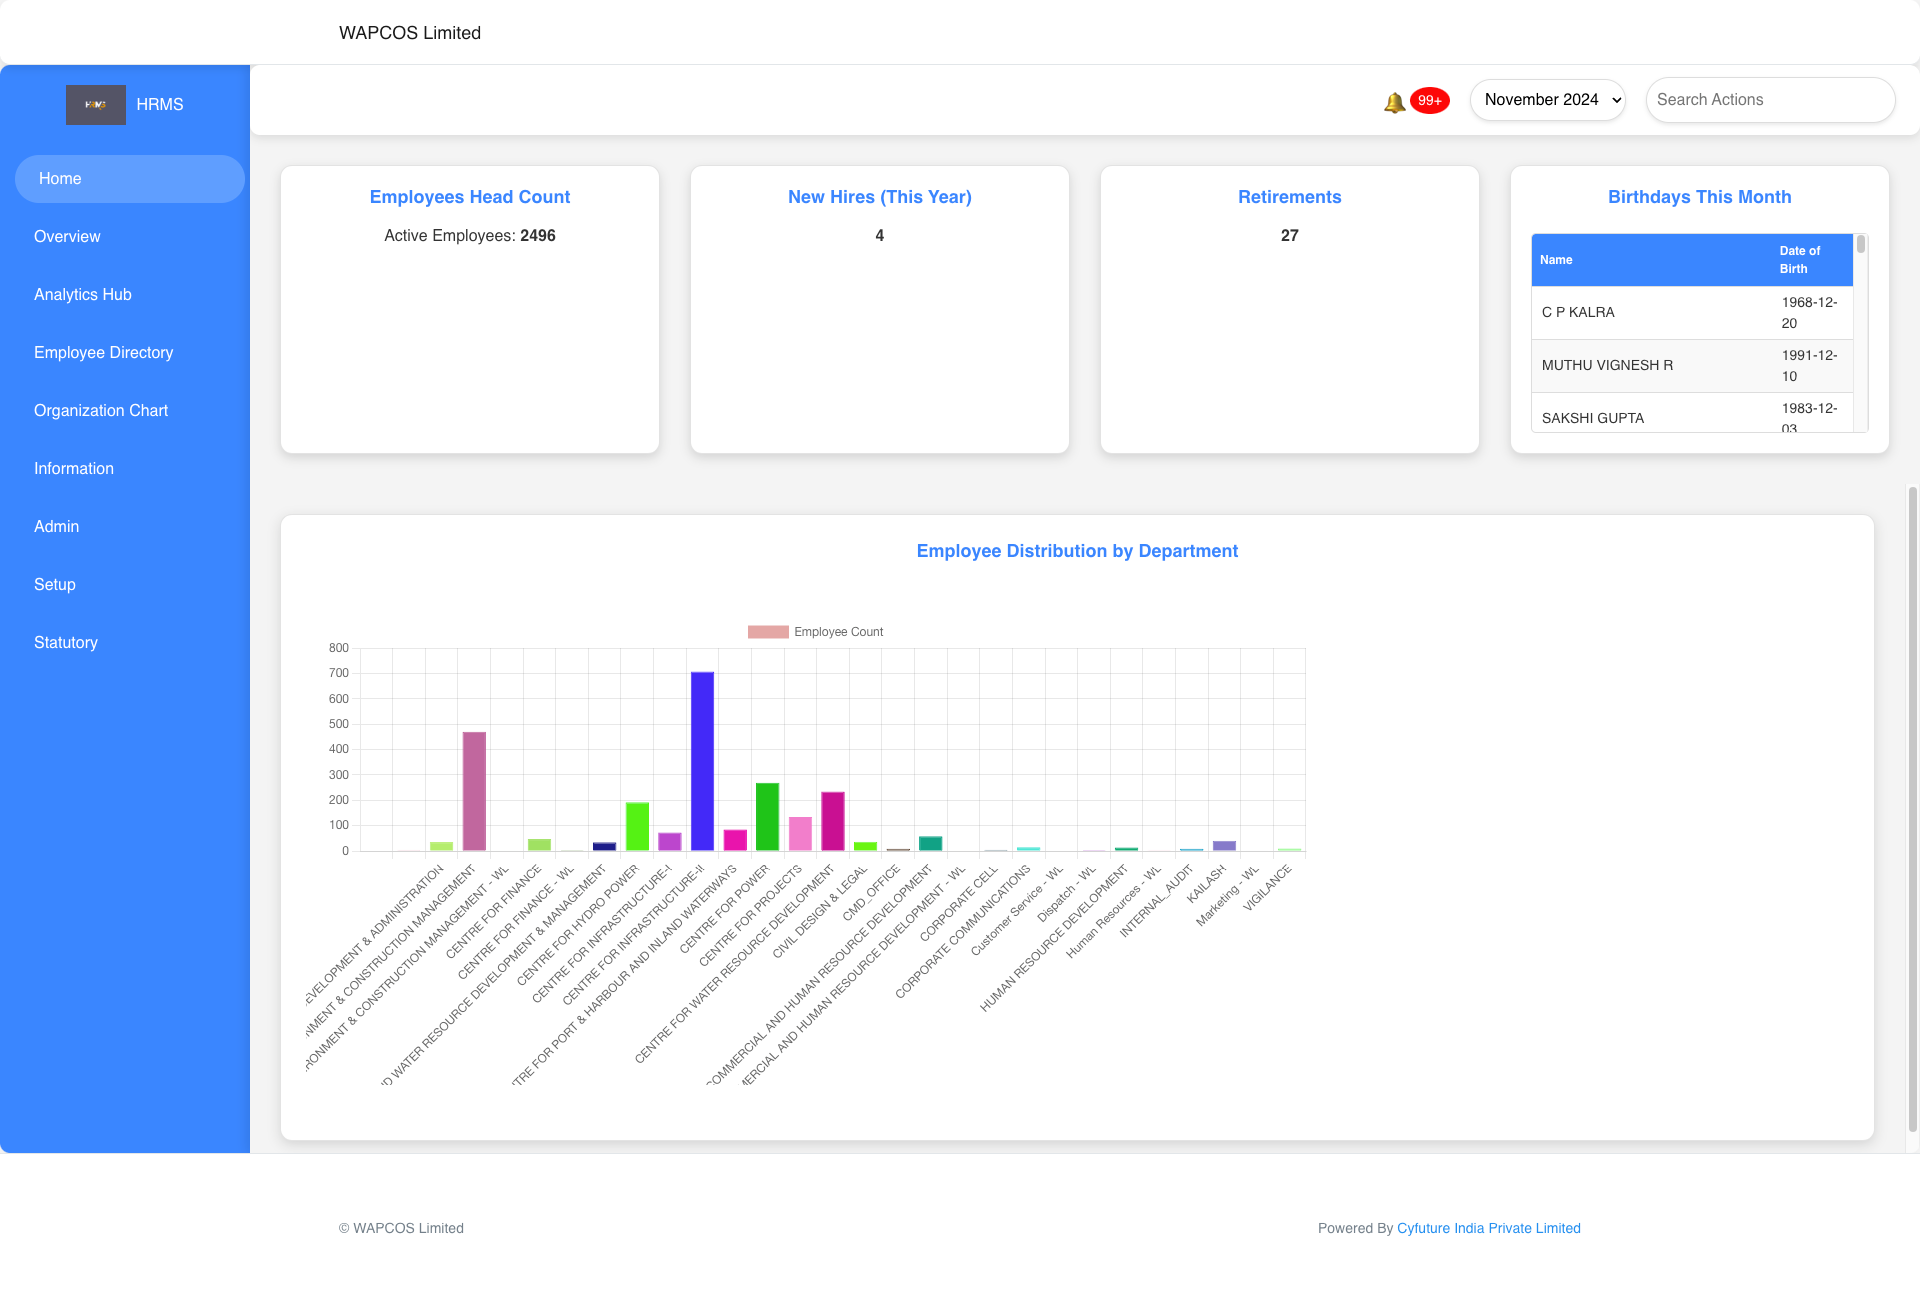 WAPCOS Limited
HRMS
HRMS
99+
November 2024
Search Actions
Home
Overview
Analytics Hub
Employee Directory
Organization Chart
Information
Admin
Setup
Statutory
Employees Head Count
Active Employees: 2496
New Hires (This Year)
4
Retirements
27
Birthdays This Month
Name
Date of
Birth
C P KALRA
1968-12-
20
MUTHU VIGNESH R
1991-12-
10
SAKSHI GUPTA
1983-12-
03
Employee Distribution by Department
Employee Count
800
700
600
500
400
300
200
100
0
EVELOPMENT & ADMINISTRATION
NMENT & CONSTRUCTION MANAGEMENT
RONMENT & CONSTRUCTION MANAGEMENT - WL
CENTRE FOR FINANCE
CENTRE FOR FINANCE - WL
ID WATER RESOURCE DEVELOPMENT & MANAGEMENT
CENTRE FOR HYDRO POWER
CENTRE FOR INFRASTRUCTURE-I
CENTRE FOR INFRASTRUCTURE-II
TRE FOR PORT & HARBOUR AND INLAND WATERWAYS
CENTRE FOR POWER
CENTRE FOR PROJECTS
CENTRE FOR WATER RESOURCE DEVELOPMENT
CIVIL DESIGN & LEGAL
CMD_OFFICE
COMMERCIAL AND HUMAN RESOURCE DEVELOPMENT
MERCIAL AND HUMAN RESOURCE DEVELOPMENT - WL
CORPORATE CELL
CORPORATE COMMUNICATIONS
Customer Service - WL
Dispatch - WL
HUMAN RESOURCE DEVELOPMENT
Human Resources - WL
INTERNAL_AUDIT
KAILASH
Marketing - WL
VIGILANCE
© WAPCOS Limited
Powered By Cyfuture India Private Limited